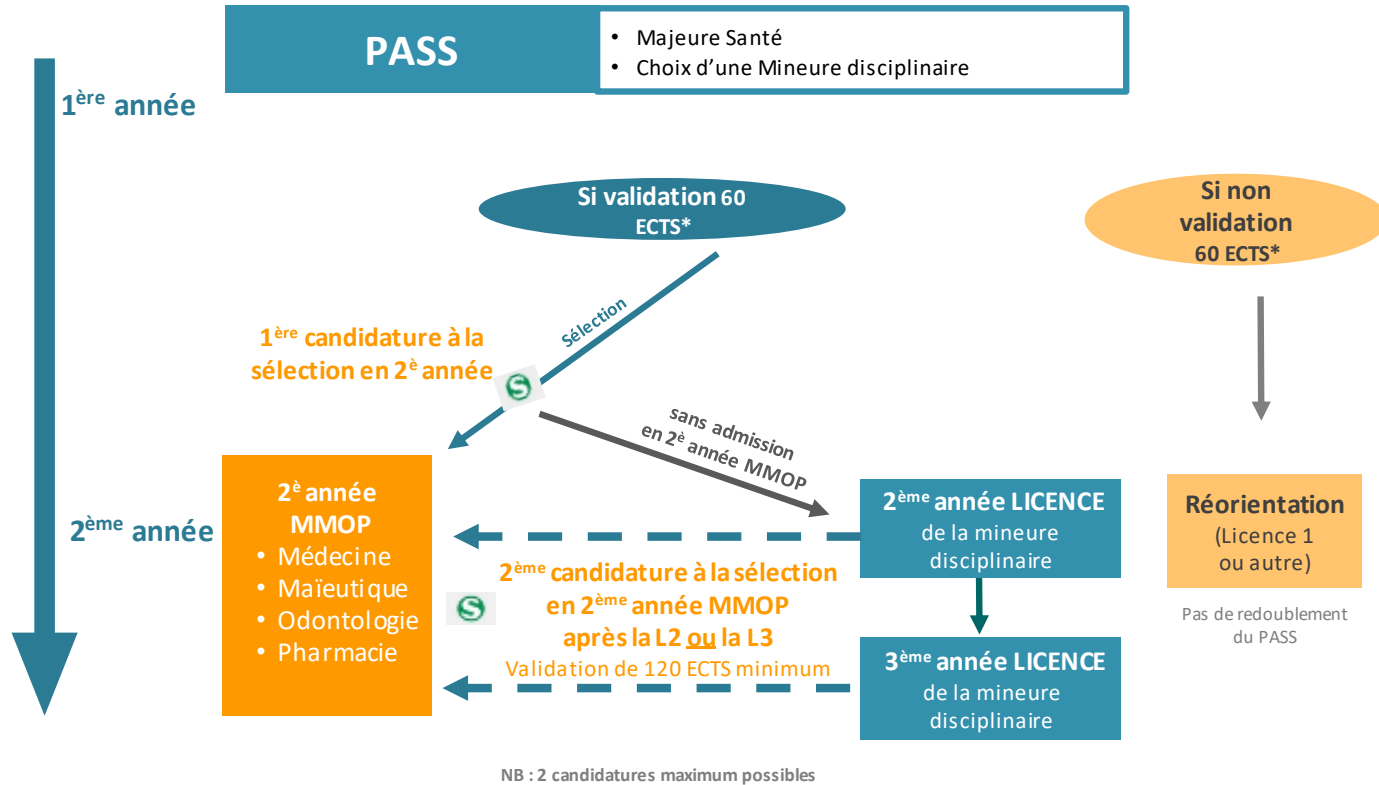 PASS
• Majeure Santé
• Choix d'une Mineure disciplinaire
1ère année
Si validation 60
ECTS*
Si non
validation
60 ECTS*
Sélection
1ère candidature à la
sélection en 2è année
S
sans admission
en 2è année MMOP
2ème année
2è année
MMOP
• Médecine
• Maïeutique
• Odontologie
• Pharmacie
2ème année LICENCE
de la mineure
disciplinaire
Réorientation
(Licence 1
ou autre)
Pas de redoublement
du PASS
2ème candidature à la sélection
en 2ème année MMOP
après la L2 ou la L3
Validation de 120 ECTS minimum
S
3ème année LICENCE
de la mineure
disciplinaire
NB : 2 candidatures maximum possibles